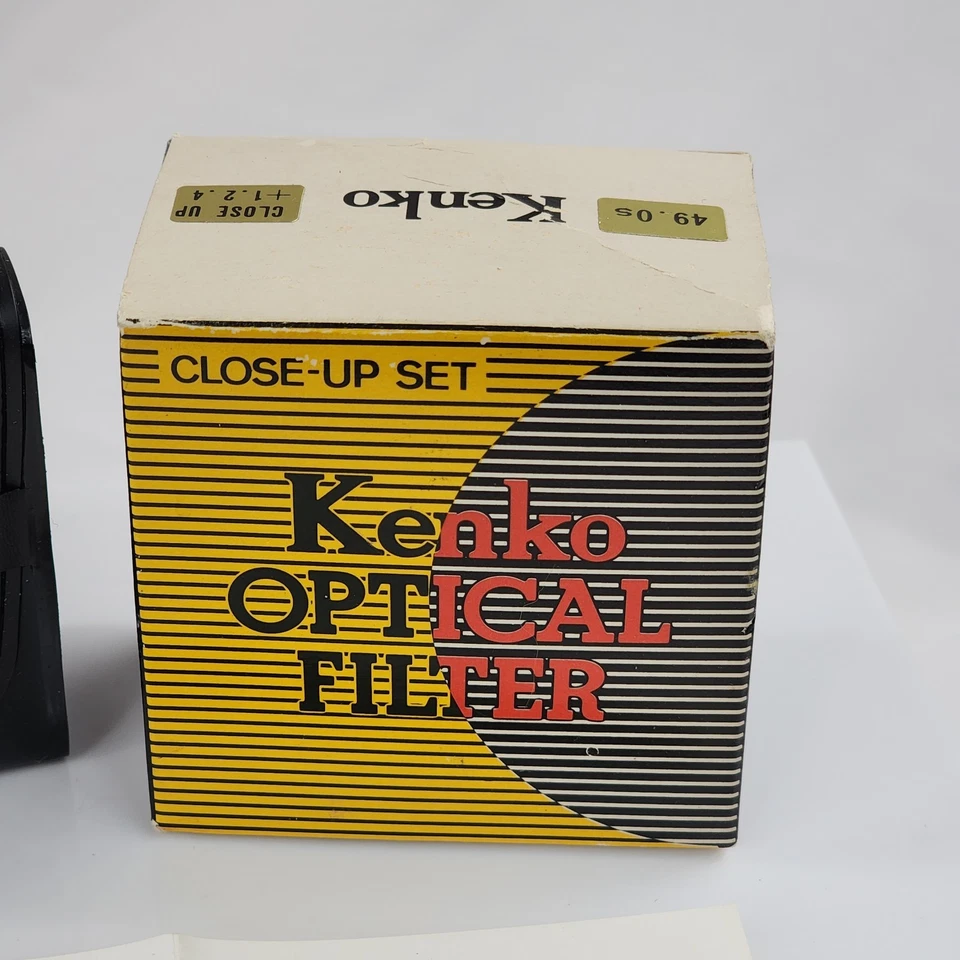 49.0s
Kenko
CLOSE UP
+1.2.4
CLOSE-UP SET
Kenko
OPTICAL
FILTER